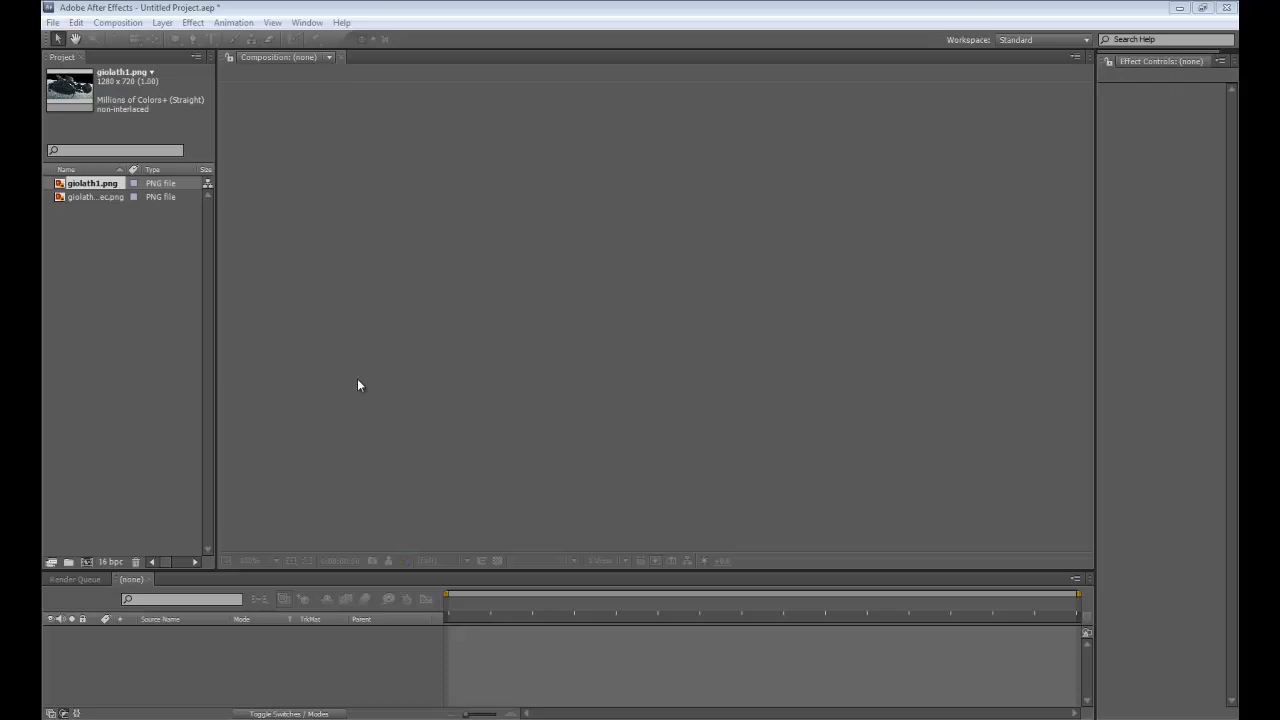 Adobe After Effects - Untitled Project.aep *
File Edit Composition Layer Effect Animation View Window Help
Workspace: Standard Search Help
Project
Composition: (none)
Effect Controls: (none)
giolath1.png
1280 x 720 (1.00)
Millions of Colors+ (Straight)
non-interlaced
Name Type Size
giolath1.png PNG file
giolath...ec.png PNG file
16 bpc
Render Queue (none)
Source Name Mode T TrkMat Parent
Toggle Switches / Modes